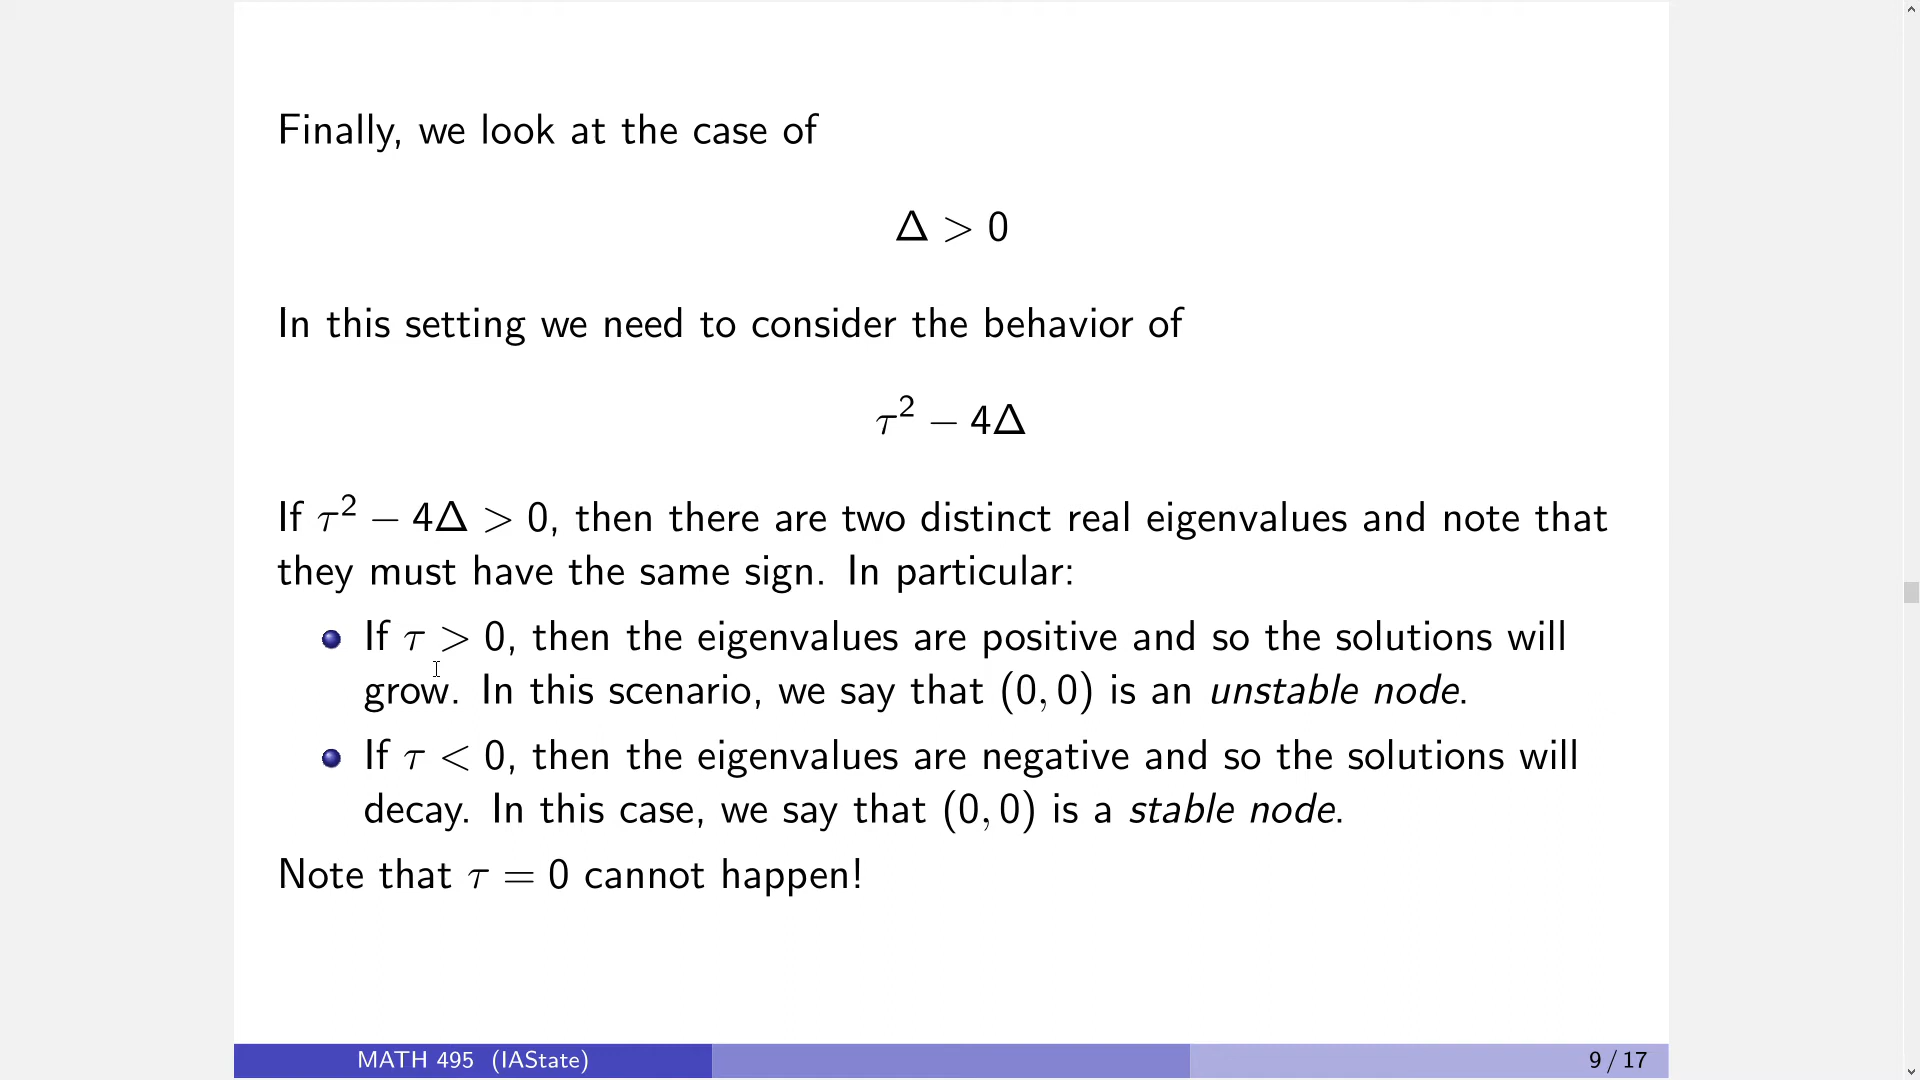 Finally, we look at the case of
Δ > 0
In this setting we need to consider the behavior of
τ² − 4Δ
If τ² − 4Δ > 0, then there are two distinct real eigenvalues and note that
they must have the same sign. In particular:
If τ > 0, then the eigenvalues are positive and so the solutions will
grow. In this scenario, we say that (0, 0) is an unstable node.
If τ < 0, then the eigenvalues are negative and so the solutions will
decay. In this case, we say that (0, 0) is a stable node.
Note that τ = 0 cannot happen!
MATH 495 (IAState)
9 / 17